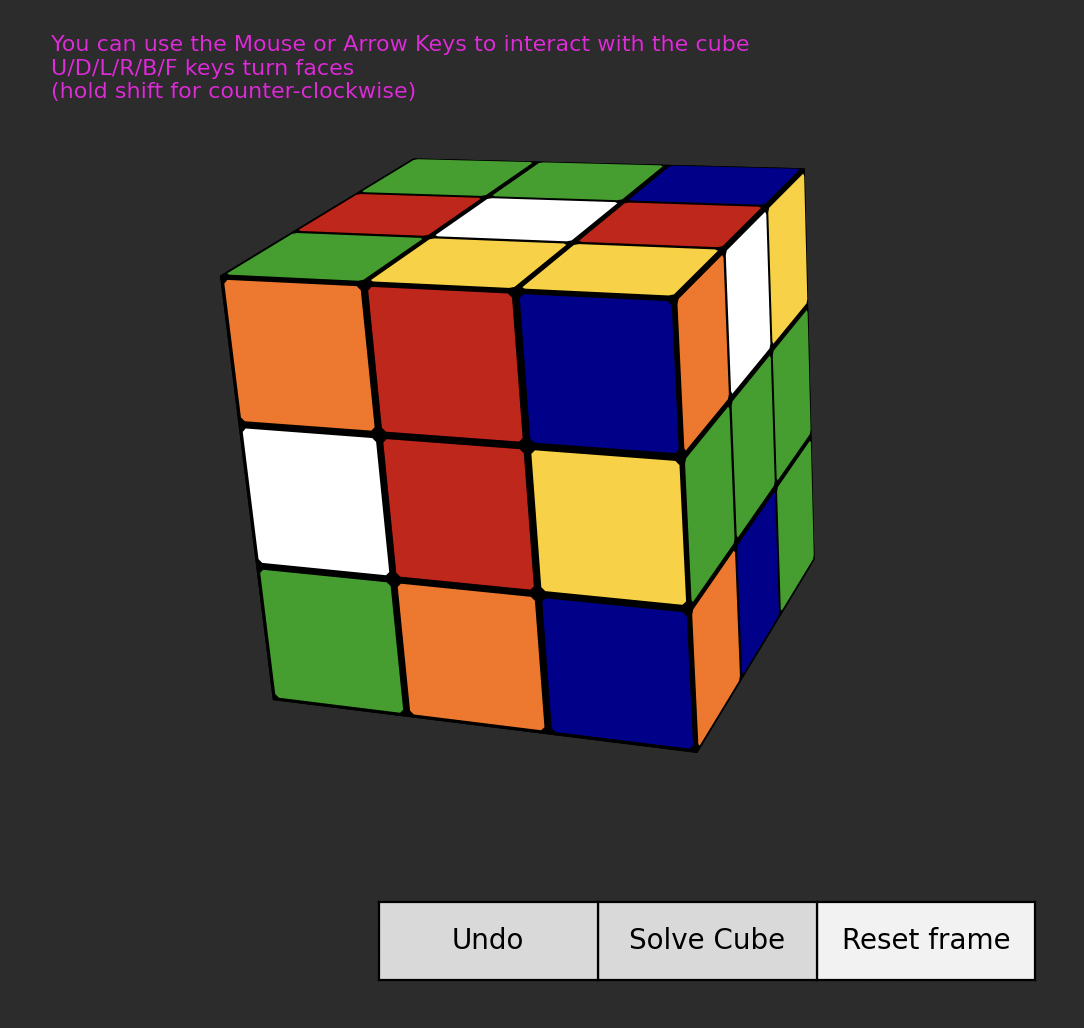 You can use the Mouse or Arrow Keys to interact with the cube
U/D/L/R/B/F keys turn faces
(hold shift for counter-clockwise)
Undo
Solve Cube
Reset frame